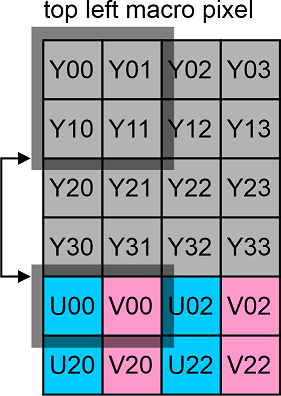 top left macro pixel
Y00 Y01 Y02 Y03
Y10 Y11 Y12 Y13
Y20 Y21 Y22 Y23
Y30 Y31 Y32 Y33
U00 V00 U02 V02
U20 V20 U22 V22